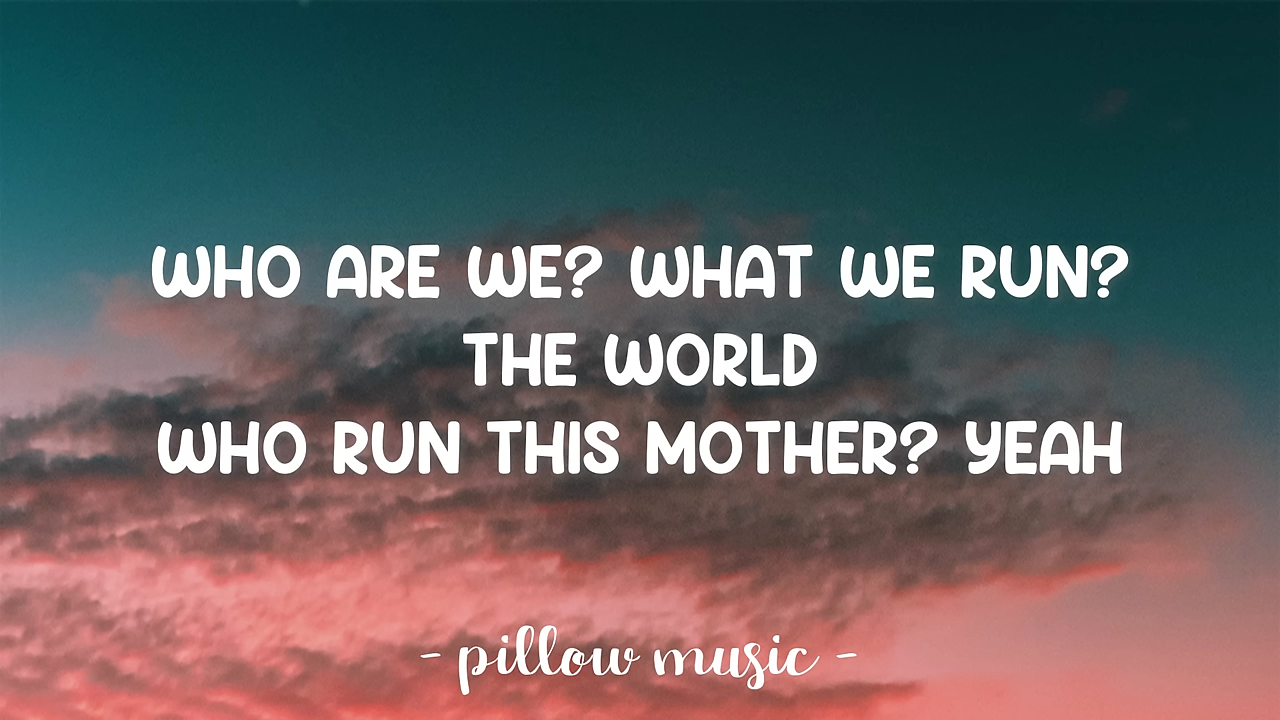 WHO ARE WE? WHAT WE RUN?
THE WORLD
WHO RUN THIS MOTHER? YEAH
- pillow music -